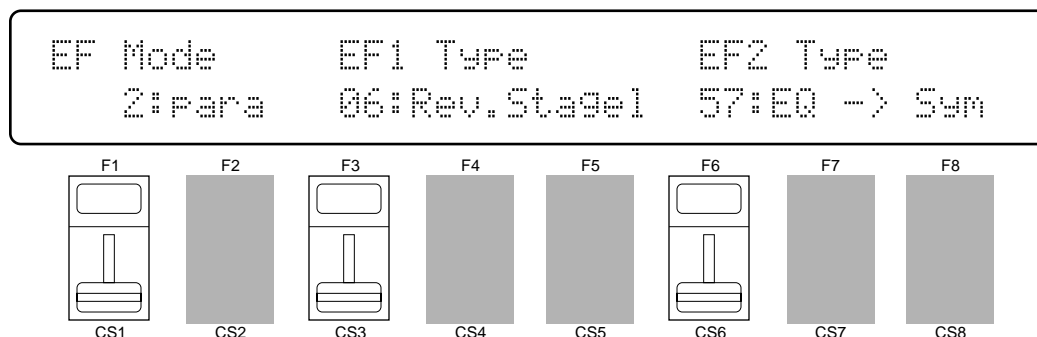 EF Mode EF1 Type EF2 Type
2:para 06:Rev.Stage1 57:EQ -> Sym
F1 F2 F3 F4 F5 F6 F7 F8
CS1 CS2 CS3 CS4 CS5 CS6 CS7 CS8